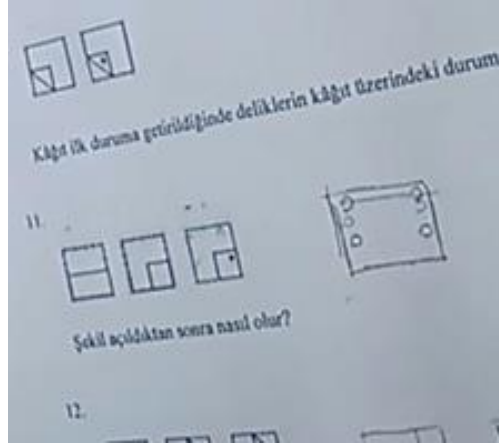 Kâğıt ilk duruma getirildiğinde deliklerin kâğıt üzerindeki durum
11.
Şekil açıldıktan sonra nasıl olur?
12.